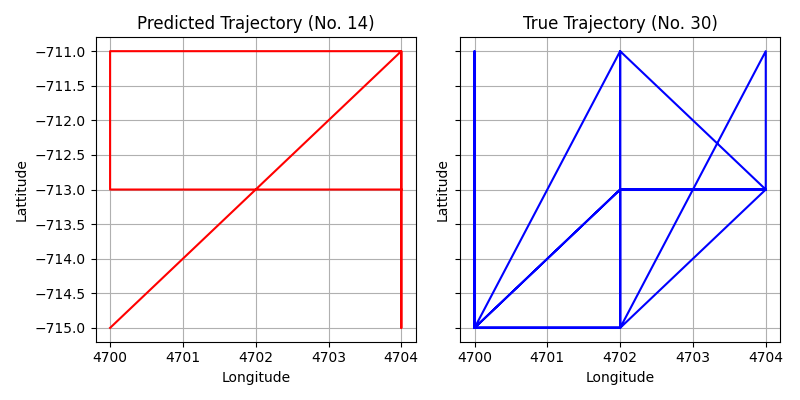 Predicted Trajectory (No. 14)
True Trajectory (No. 30)
−711.0
−711.5
−712.0
−712.5
−713.0
−713.5
−714.0
−714.5
−715.0
Lattitude
Lattitude
4700 4701 4702 4703 4704
4700 4701 4702 4703 4704
Longitude
Longitude